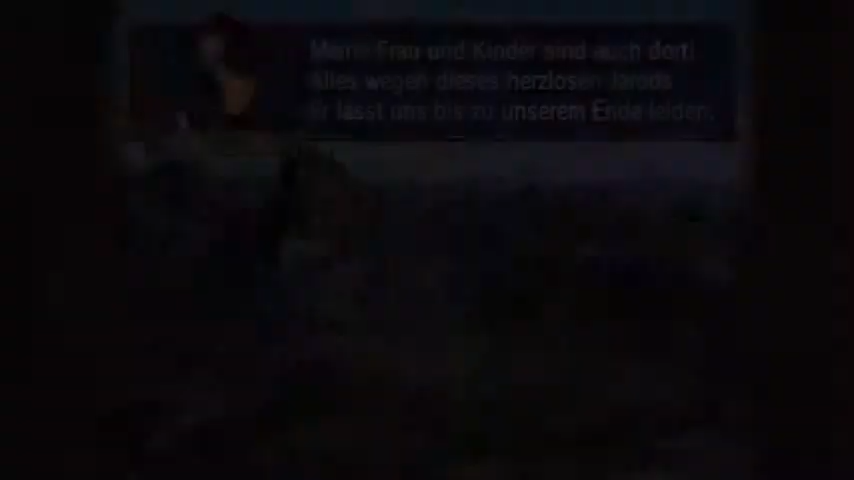 Meine Frau und Kinder sind auch dort!
Alles wegen dieses herzlosen Jarods.
Er lässt uns bis zu unserem Ende leiden.